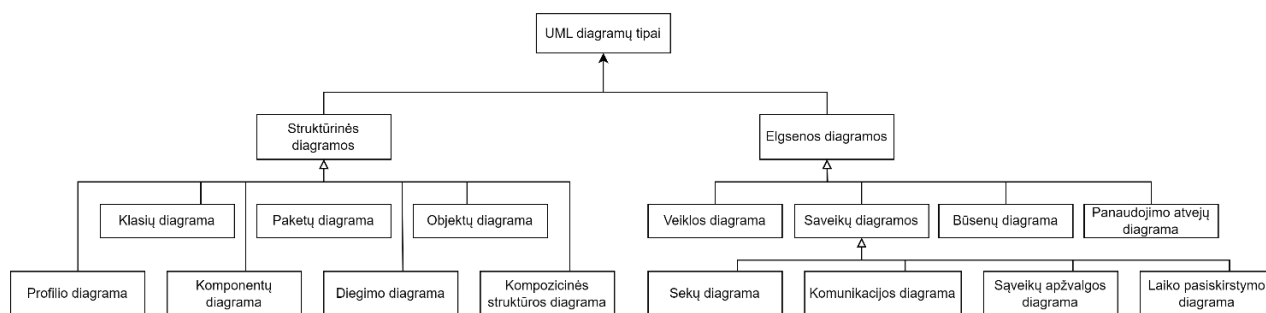 UML diagramų tipai
Struktūrinės
diagramos
Elgsenos diagramos
Klasių diagrama
Paketų diagrama
Objektų diagrama
Veiklos diagrama
Saveikų diagramos
Būsenų diagrama
Panaudojimo atvejų
diagrama
Profilio diagrama
Komponentų
diagrama
Diegimo diagrama
Kompozicinės
struktūros diagrama
Sekų diagrama
Komunikacijos diagrama
Sąveikų apžvalgos
diagrama
Laiko pasiskirstymo
diagrama